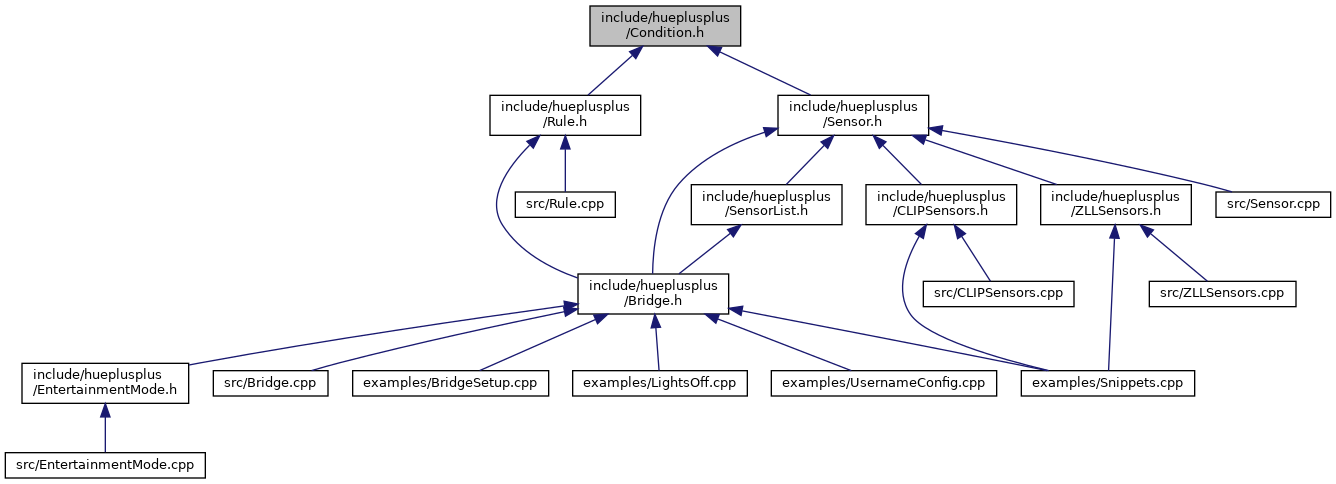 include/hueplusplus
/Condition.h
include/hueplusplus
/Rule.h
include/hueplusplus
/Sensor.h
src/Rule.cpp
include/hueplusplus
/SensorList.h
include/hueplusplus
/CLIPSensors.h
include/hueplusplus
/ZLLSensors.h
src/Sensor.cpp
include/hueplusplus
/Bridge.h
src/CLIPSensors.cpp
src/ZLLSensors.cpp
include/hueplusplus
/EntertainmentMode.h
src/Bridge.cpp
examples/BridgeSetup.cpp
examples/LightsOff.cpp
examples/UsernameConfig.cpp
examples/Snippets.cpp
src/EntertainmentMode.cpp